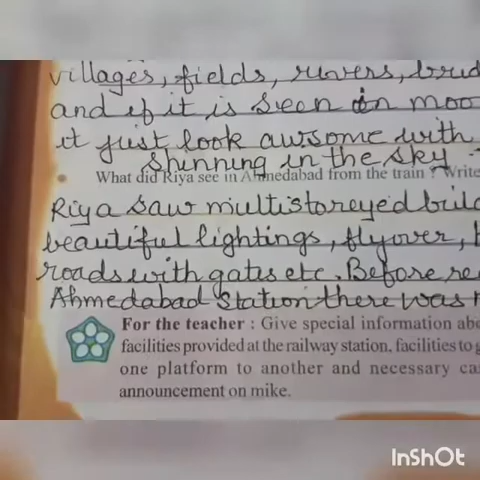 villages, fields, rivers,
and if it is seen in moo
it just look awsome with
shinning in the sky
What did Riya see in Ahmedabad from the train ? Write
Riya saw multistoreyed buil
beautiful lightings, flyover,
roads with gates etc. Before re
Ahmedabad Station there was
For the teacher : Give special information abo
facilities provided at the railway station, facilities to g
one platform to another and necessary ca
announcement on mike.
InShOt